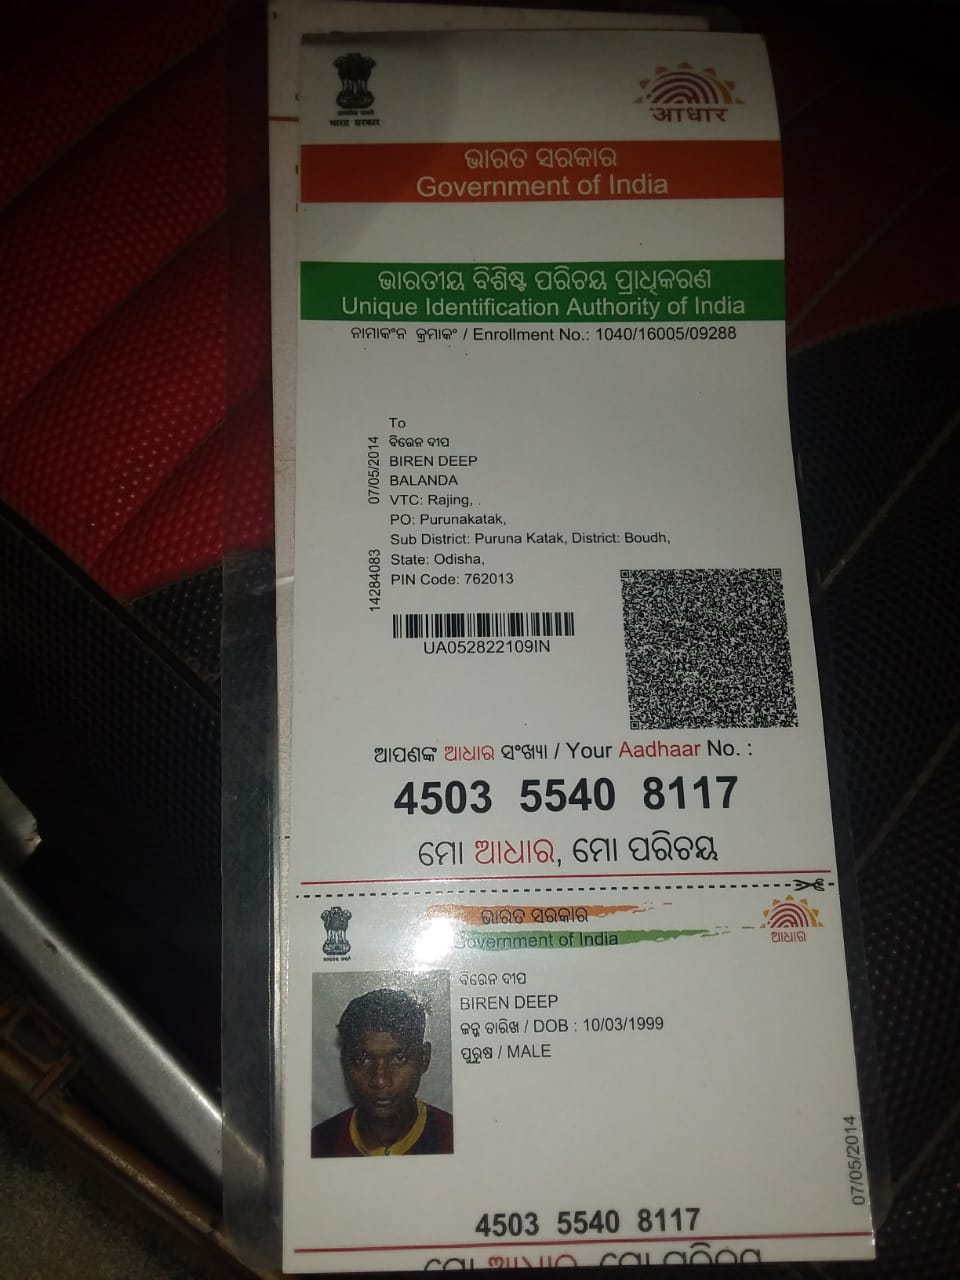 भारत सरकार
आधार
ଭାରତ ସରକାର
Government of India
ଭାରତୀୟ ବିଶିଷ୍ଟ ପରିଚୟ ପ୍ରାଧିକରଣ
Unique Identification Authority of India
ନାମାକଂନ କ୍ରମାକଂ / Enrollment No.: 1040/16005/09288
To
ବିରେନ ଦୀପ
BIREN DEEP
BALANDA
VTC: Rajing,
PO: Purunakatak,
Sub District: Puruna Katak, District: Boudh,
State: Odisha,
PIN Code: 762013
07/05/2014
14284083
UA052822109IN
ଆପଣଙ୍କ ଆଧାର ସଂଖ୍ୟା / Your Aadhaar No. :
4503 5540 8117
ମୋ ଆଧାର, ମୋ ପରିଚୟ
ଭାରତ ସରକାର
Government of India
ଆଧାର
ବିରେନ ଦୀପ
BIREN DEEP
ଜନ୍ମ ତାରିଖ / DOB : 10/03/1999
ପୁରୁଷ / MALE
07/05/2014
4503 5540 8117
ମୋ ଆଧାର, ମୋ ପରିଚୟ